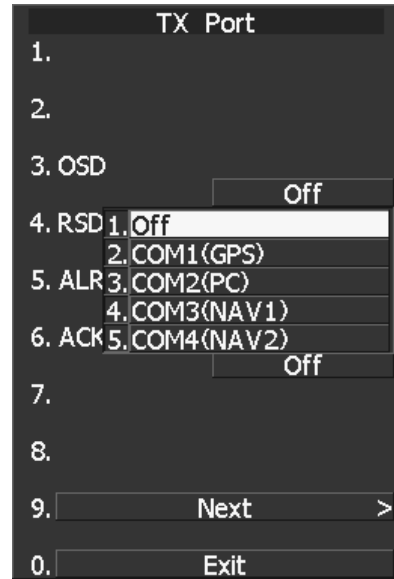 TX Port
1.
2.
3. OSD
Off
4. RSD
1. Off
2. COM1(GPS)
5. ALR
3. COM2(PC)
4. COM3(NAV1)
6. ACK
5. COM4(NAV2)
Off
7.
8.
9. Next >
0. Exit